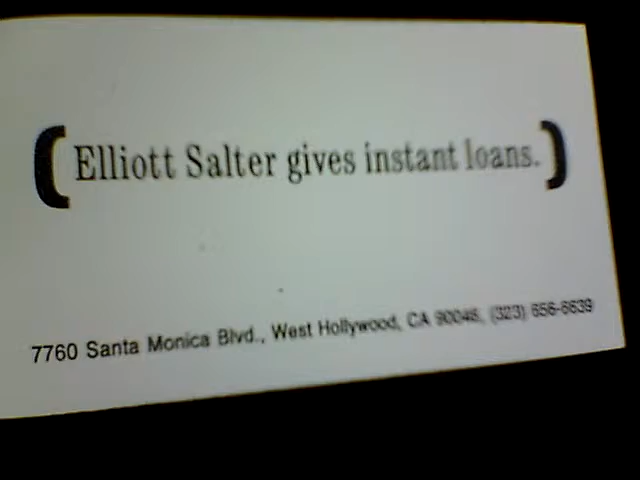 (Elliott Salter gives instant loans.)
7760 Santa Monica Blvd., West Hollywood, CA 90046, (323) 656-6639